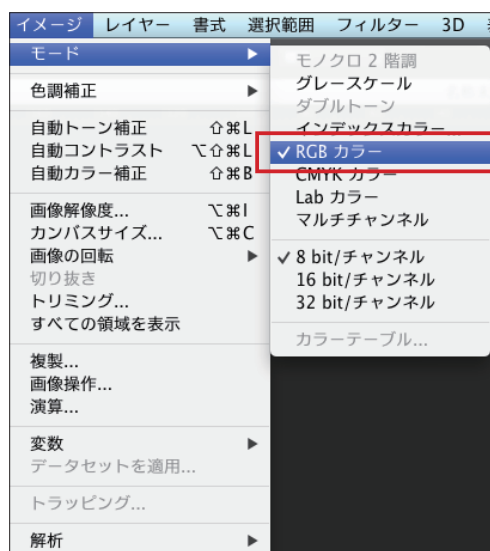 イメージ レイヤー 書式 選択範囲 フィルター 3D
モード ▶
色調補正 ▶
自動トーン補正 ⇧⌘L
自動コントラスト ⌥⇧⌘L
自動カラー補正 ⇧⌘B
画像解像度... ⌥⌘I
カンバスサイズ... ⌥⌘C
画像の回転 ▶
切り抜き
トリミング...
すべての領域を表示
複製...
画像操作...
演算...
変数 ▶
データセットを適用...
トラッピング...
解析 ▶
モノクロ 2 階調
グレースケール
ダブルトーン
インデックスカラー...
✓ RGB カラー
CMYK カラー
Lab カラー
マルチチャンネル
✓ 8 bit/チャンネル
16 bit/チャンネル
32 bit/チャンネル
カラーテーブル...